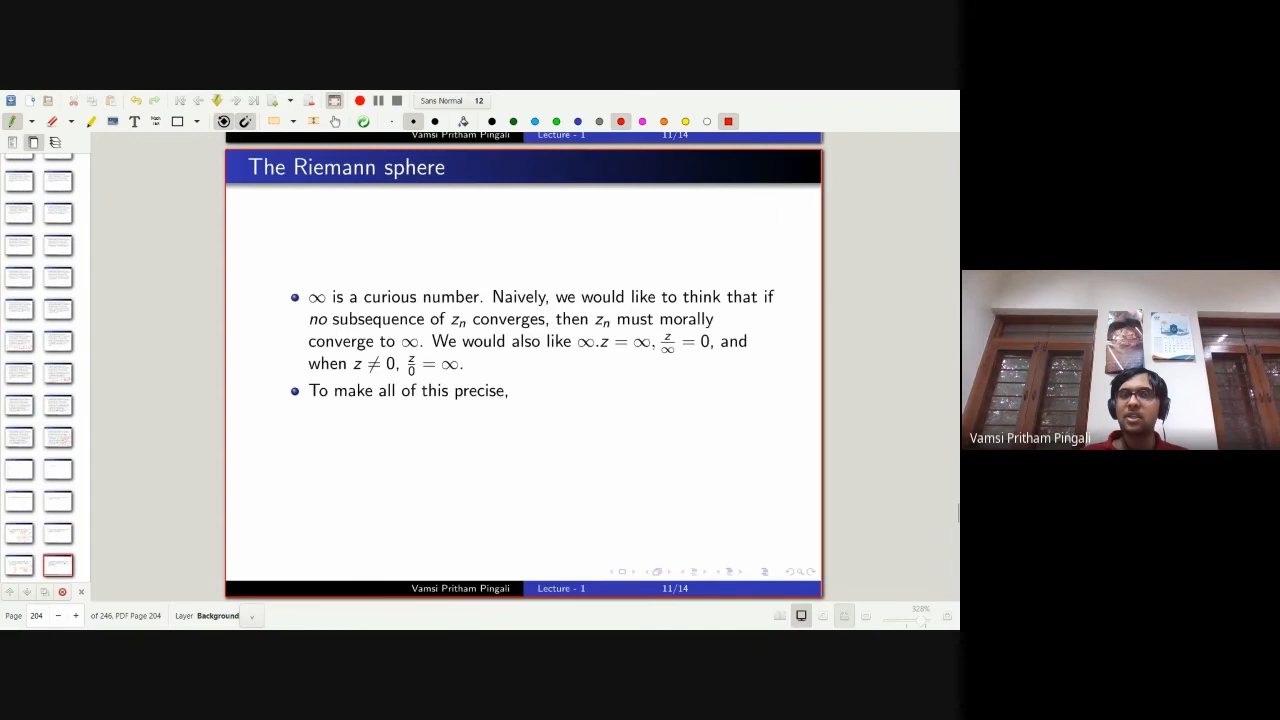 Sans Normal 12
Vamsi Pritham Pingali Lecture - 1 11/14
The Riemann sphere
∞ is a curious number. Naively, we would like to think that if
no subsequence of zₙ converges, then zₙ must morally
converge to ∞. We would also like ∞.z = ∞, z/∞ = 0, and
when z ≠ 0, z/0 = ∞.
To make all of this precise,
Vamsi Pritham Pingali
Vamsi Pritham Pingali Lecture - 1 11/14
Page 204 − + of 246, PDF Page 204 Layer Background 328%